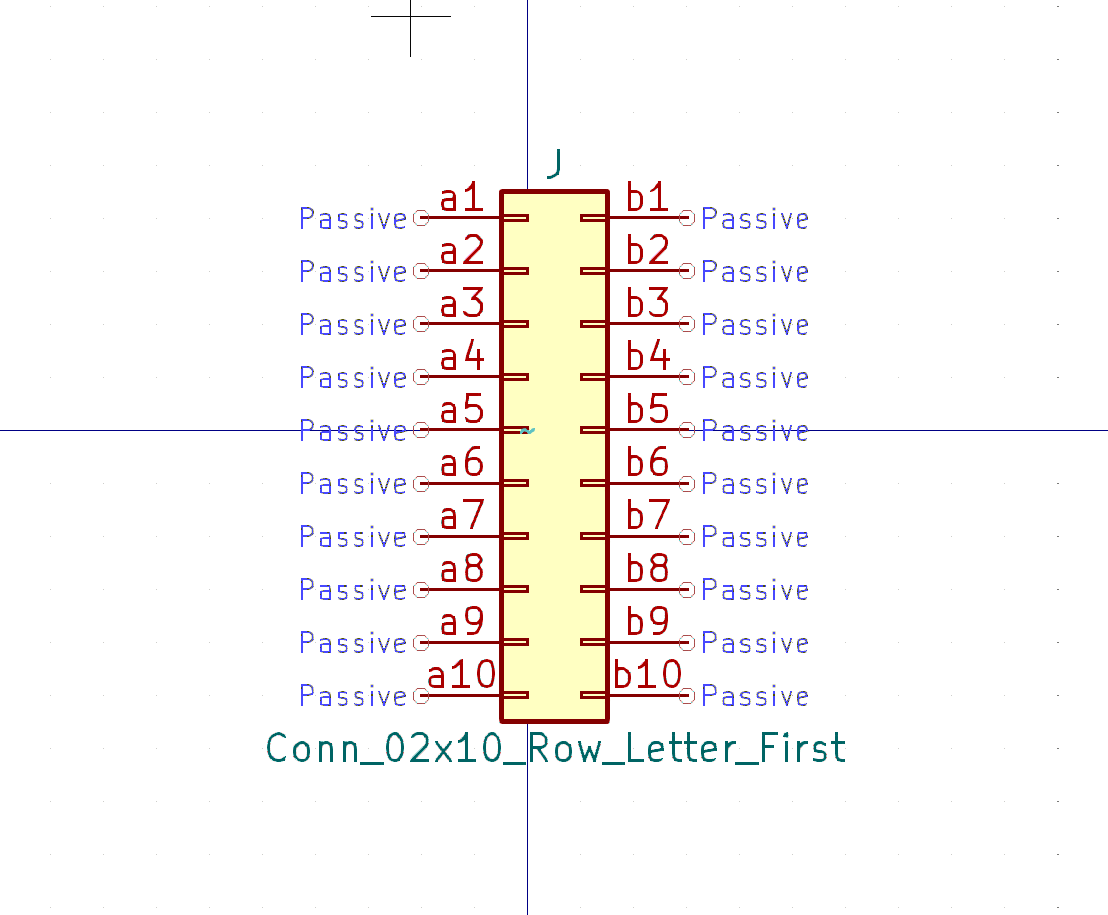 J
Passive a1 b1 Passive
Passive a2 b2 Passive
Passive a3 b3 Passive
Passive a4 b4 Passive
Passive a5 b5 Passive
Passive a6 b6 Passive
Passive a7 b7 Passive
Passive a8 b8 Passive
Passive a9 b9 Passive
Passive a10 b10 Passive
Conn_02x10_Row_Letter_First